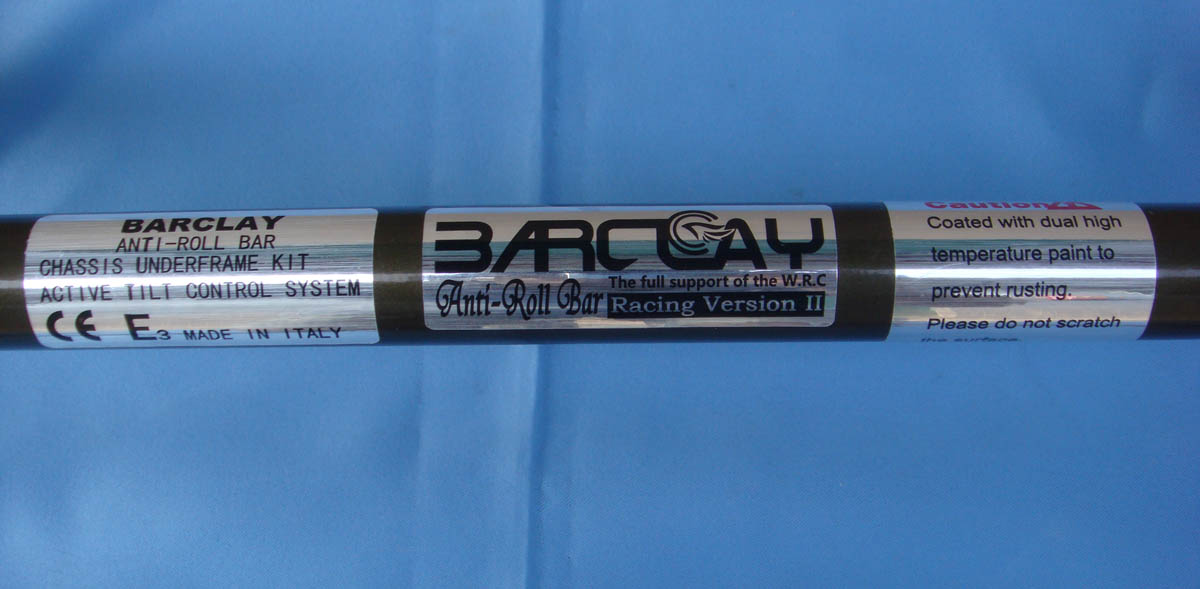 BARCLAY
ANTI-ROLL BAR
CHASSIS UNDERFRAME KIT
ACTIVE TILT CONTROL SYSTEM
CE E3 MADE IN ITALY
BARCLAY
The full support of the W.R.C
Anti-Roll Bar Racing Version II
Caution
Coated with dual high
temperature paint to
prevent rusting.
Please do not scratch
the surface.